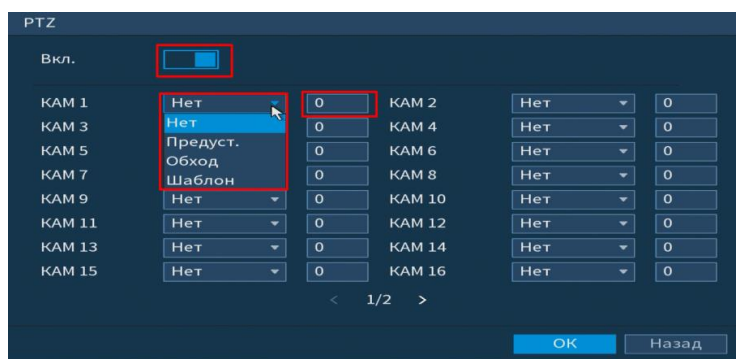 PTZ
Вкл.
КАМ 1 Нет 0 КАМ 2 Нет 0
КАМ 3 Нет 0 КАМ 4 Нет 0
КАМ 5 Предуст. 0 КАМ 6 Нет 0
Обход
КАМ 7 Шаблон 0 КАМ 8 Нет 0
КАМ 9 Нет 0 КАМ 10 Нет 0
КАМ 11 Нет 0 КАМ 12 Нет 0
КАМ 13 Нет 0 КАМ 14 Нет 0
КАМ 15 Нет 0 КАМ 16 Нет 0
< 1/2 >
ОК Назад